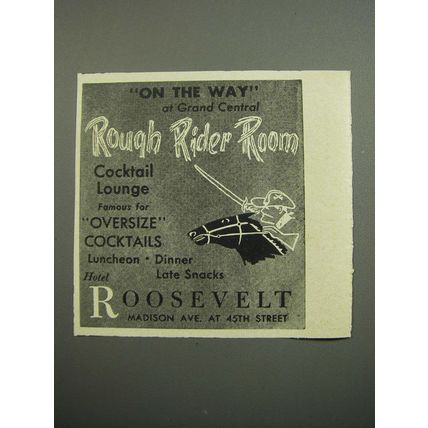 "ON THE WAY"
at Grand Central
Rough Rider Room
Cocktail
Lounge
Famous for
"OVERSIZE"
COCKTAILS
Luncheon • Dinner
Late Snacks
Hotel
ROOSEVELT
MADISON AVE. AT 45TH STREET